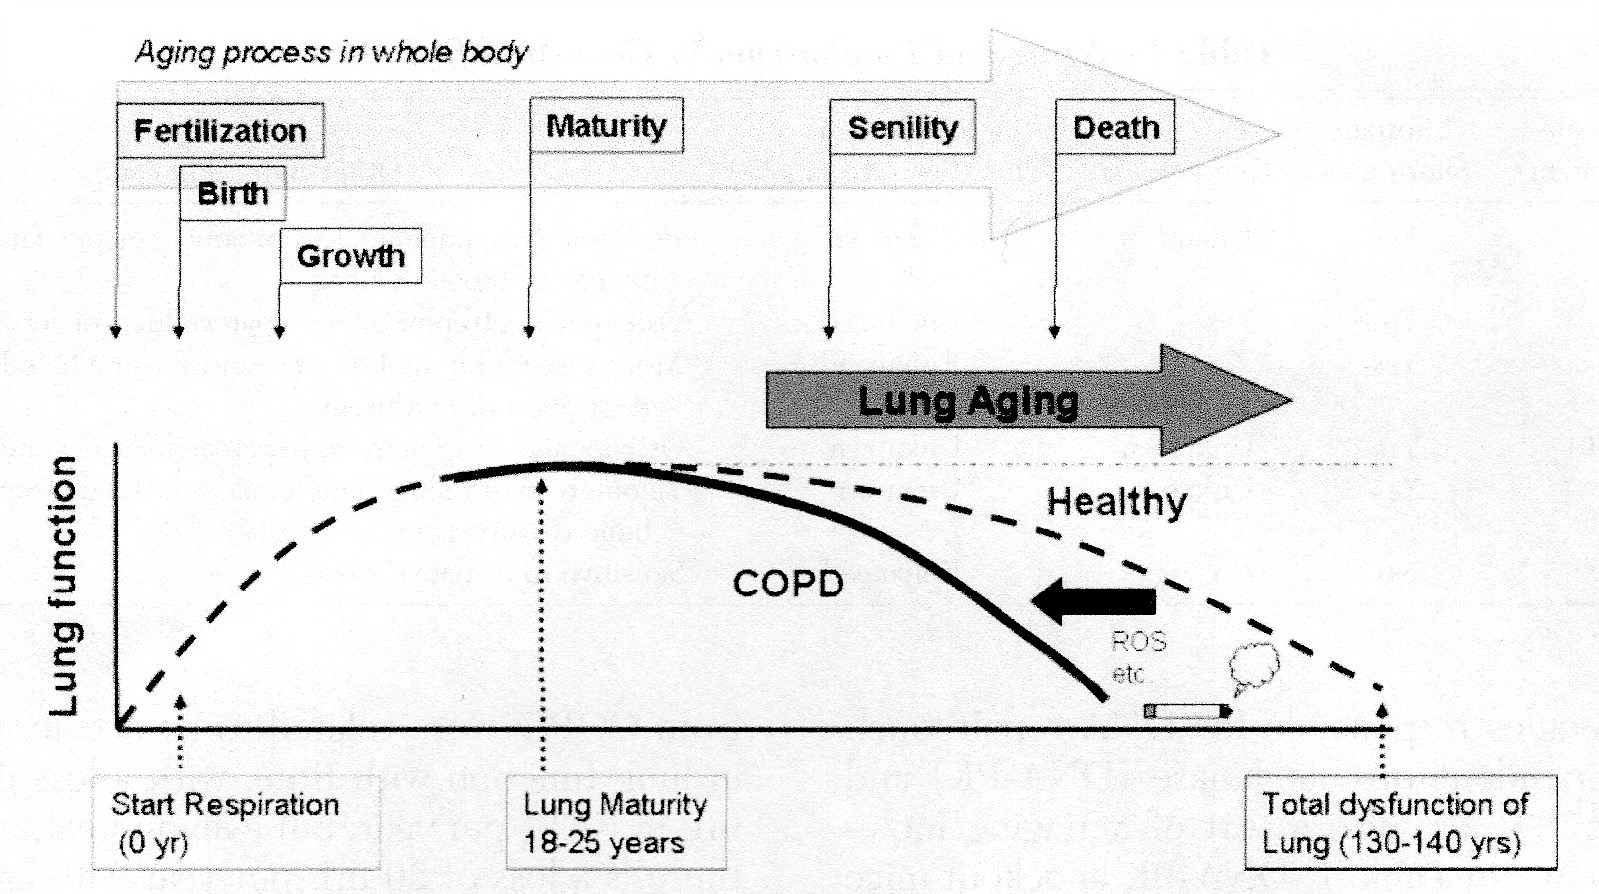 Aging process in whole body
Fertilization
Maturity
Senility
Death
Birth
Growth
Lung Aging
Lung function
Healthy
COPD
ROS
etc.
Start Respiration
(0 yr)
Lung Maturity
18-25 years
Total dysfunction of
Lung (130-140 yrs)